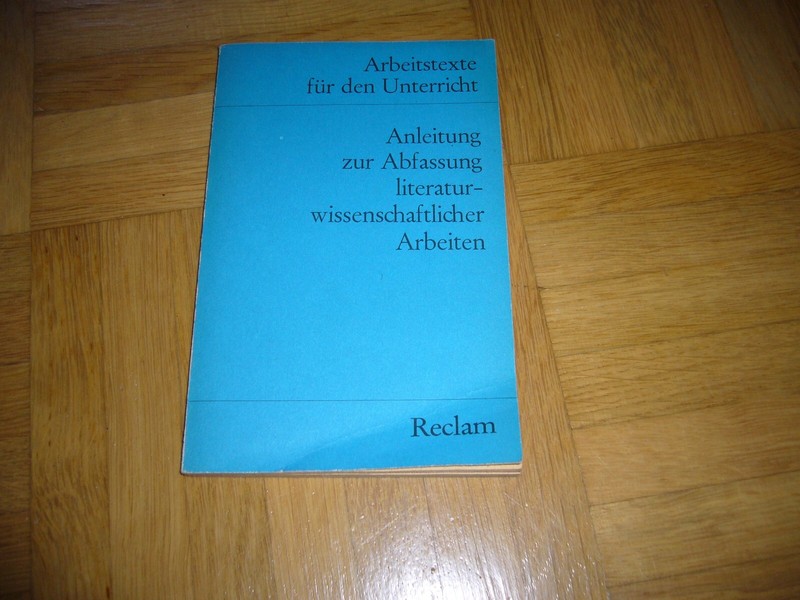 Arbeitstexte
für den Unterricht
Anleitung
zur Abfassung
literatur-
wissenschaftlicher
Arbeiten
Reclam